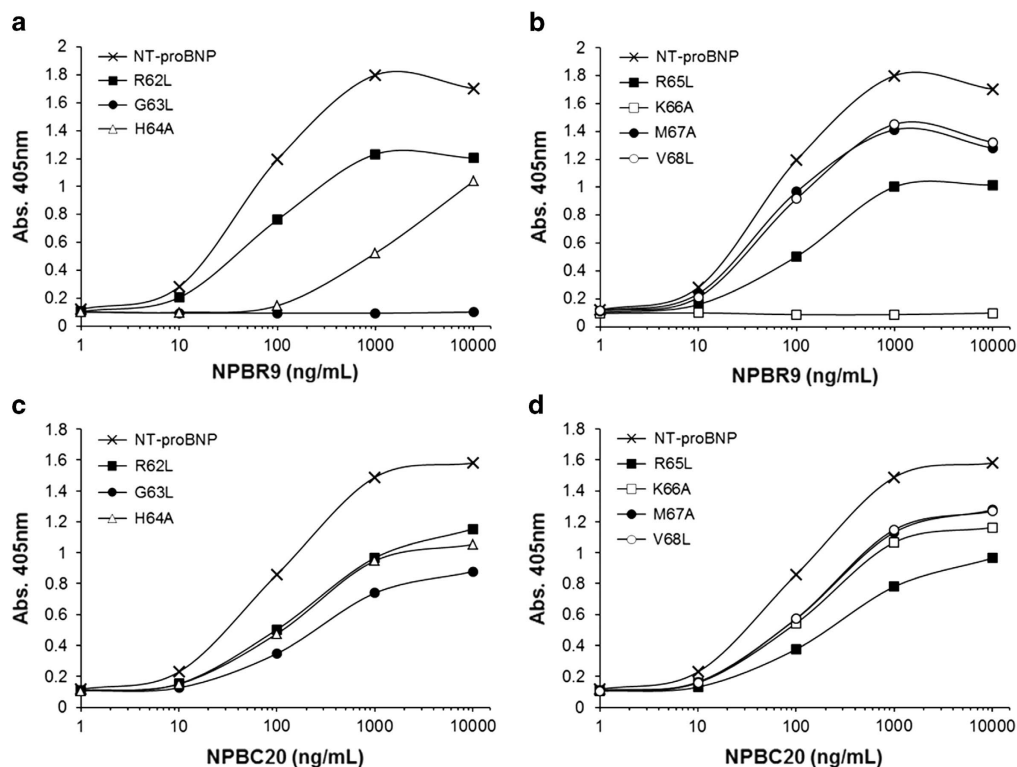 a
2
1.8
1.6
1.4
1.2
1
0.8
0.6
0.4
0.2
0
Abs. 405nm
NT-proBNP
R62L
G63L
H64A
1 10 100 1000 10000
NPBR9 (ng/mL)
b
2
1.8
1.6
1.4
1.2
1
0.8
0.6
0.4
0.2
0
Abs. 405nm
NT-proBNP
R65L
K66A
M67A
V68L
1 10 100 1000 10000
NPBR9 (ng/mL)
c
1.8
1.6
1.4
1.2
1
0.8
0.6
0.4
0.2
0
Abs. 405nm
NT-proBNP
R62L
G63L
H64A
1 10 100 1000 10000
NPBC20 (ng/mL)
d
1.8
1.6
1.4
1.2
1
0.8
0.6
0.4
0.2
0
Abs. 405nm
NT-proBNP
R65L
K66A
M67A
V68L
1 10 100 1000 10000
NPBC20 (ng/mL)